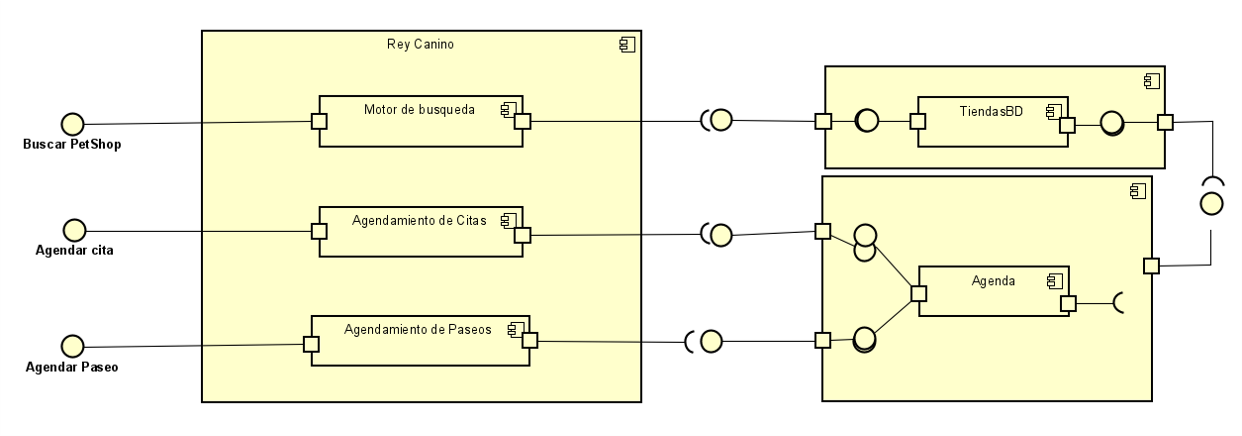 Rey Canino
Motor de busqueda
TiendasBD
Buscar PetShop
Agendamiento de Citas
Agendar cita
Agenda
Agendamiento de Paseos
Agendar Paseo